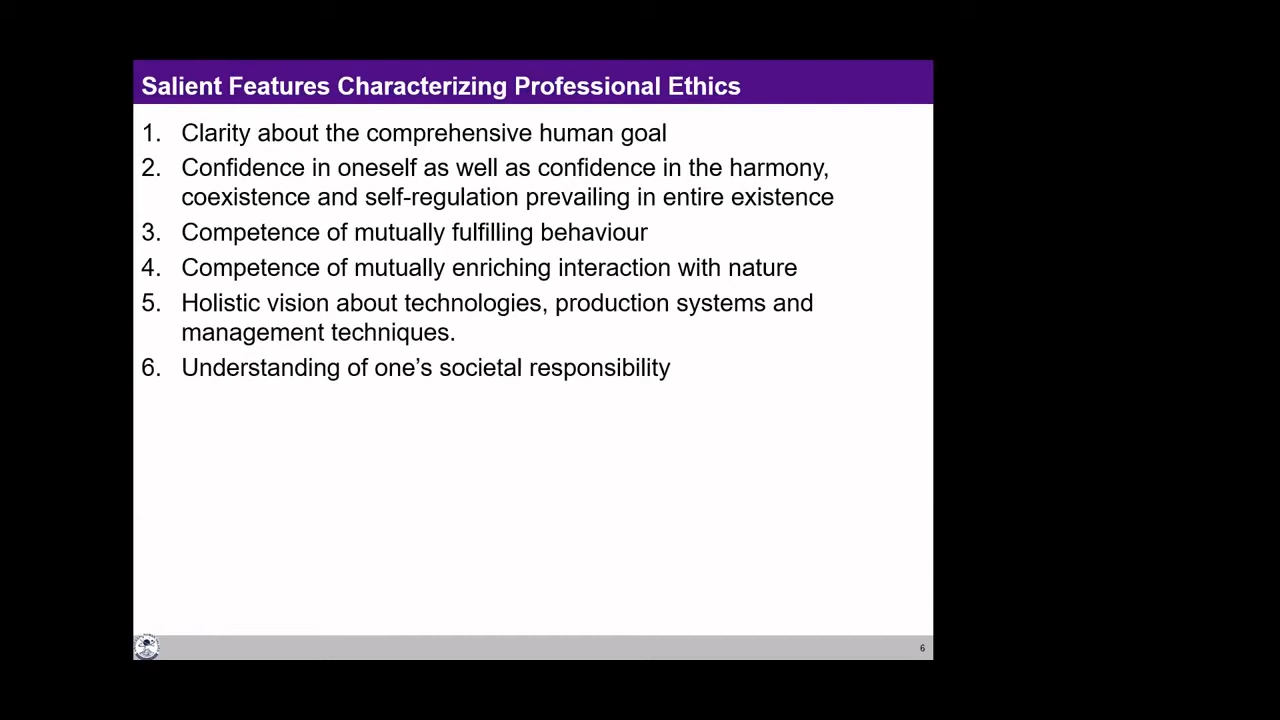 Salient Features Characterizing Professional Ethics
1. Clarity about the comprehensive human goal
2. Confidence in oneself as well as confidence in the harmony,
coexistence and self-regulation prevailing in entire existence
3. Competence of mutually fulfilling behaviour
4. Competence of mutually enriching interaction with nature
5. Holistic vision about technologies, production systems and
management techniques.
6. Understanding of one’s societal responsibility
6